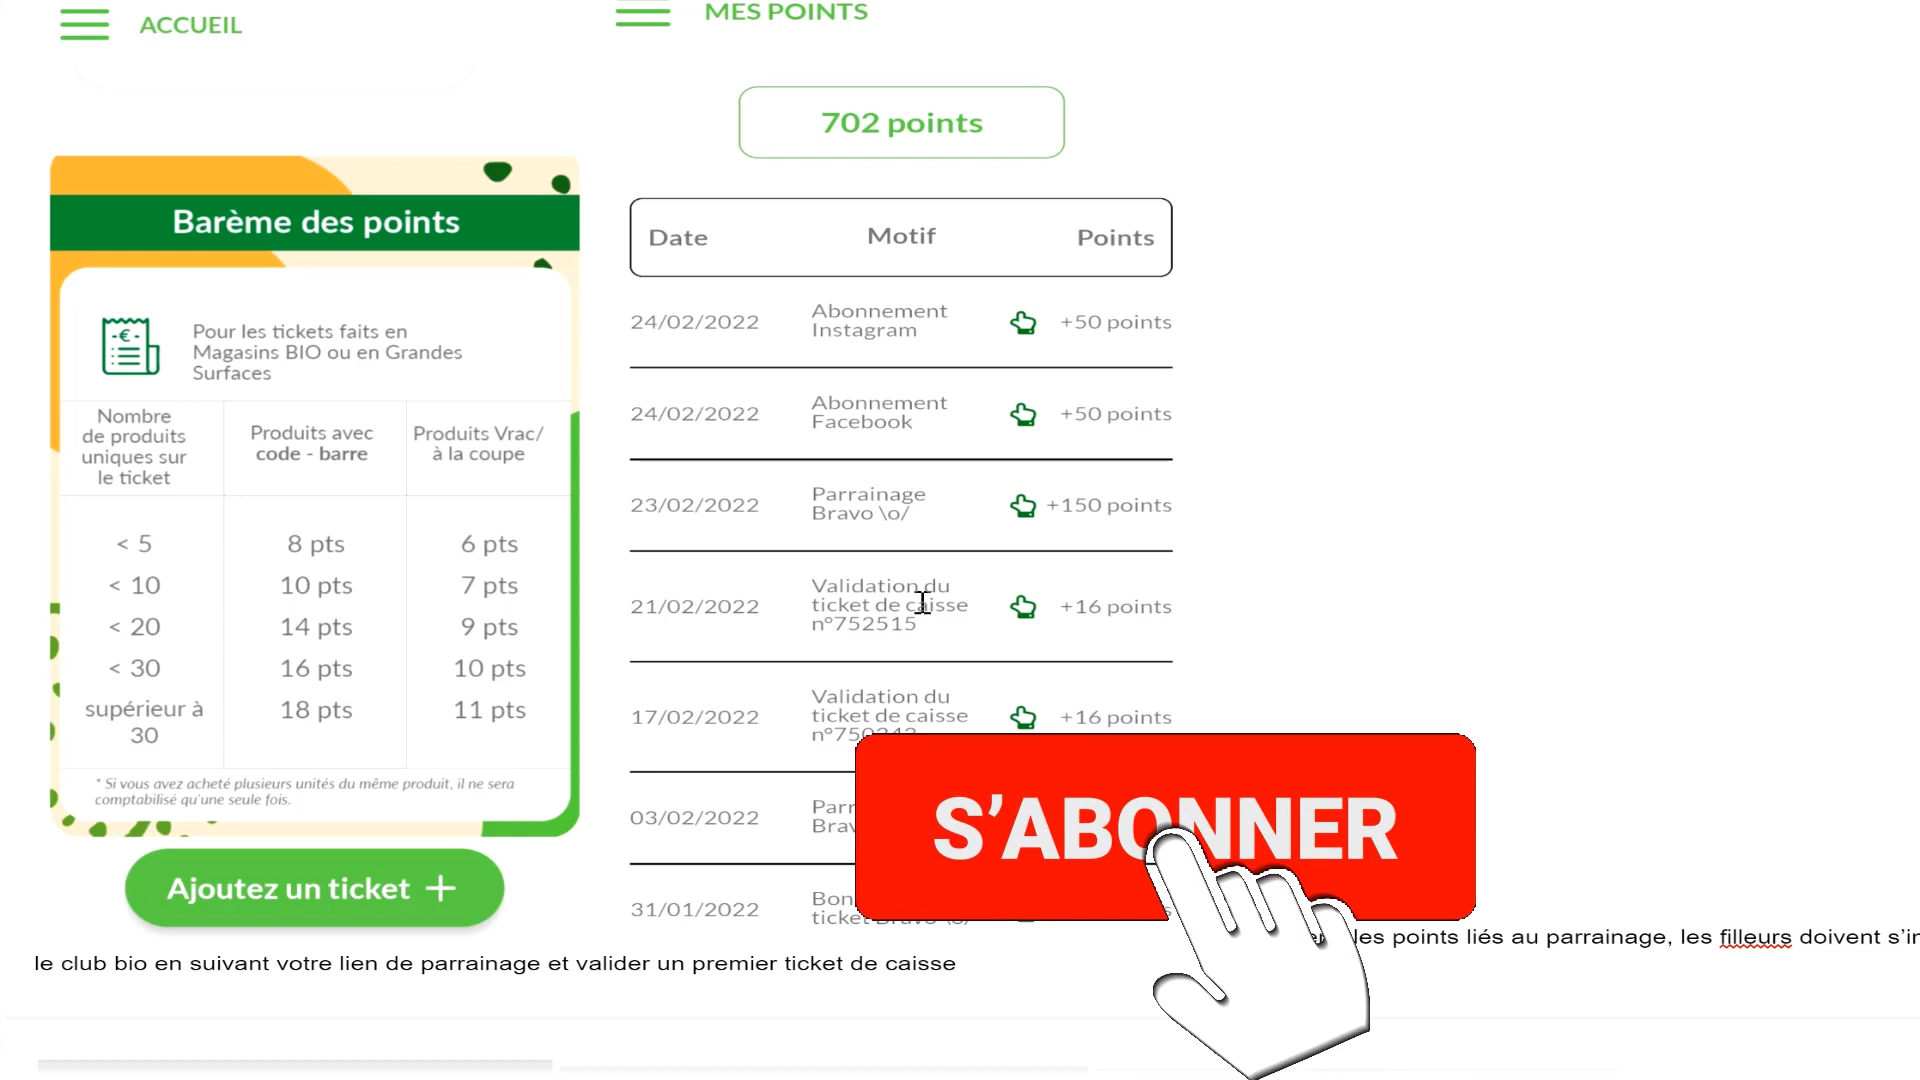 ACCUEIL
Barème des points
-€-
Pour les tickets faits en
Magasins BIO ou en Grandes
Surfaces
Nombre
de produits
uniques sur
le ticket
Produits avec
code - barre
Produits Vrac/
à la coupe
< 5 8 pts 6 pts
< 10 10 pts 7 pts
< 20 14 pts 9 pts
< 30 16 pts 10 pts
supérieur à
30
18 pts 11 pts
* Si vous avez acheté plusieurs unités du même produit, il ne sera
comptabilisé qu'une seule fois.
Ajoutez un ticket +
MES POINTS
702 points
Date Motif Points
24/02/2022 Abonnement
Instagram +50 points
24/02/2022 Abonnement
Facebook +50 points
23/02/2022 Parrainage
Bravo \o/ +150 points
21/02/2022 Validation du
ticket de caisse
n°752515 +16 points
17/02/2022 Validation du
ticket de caisse +16 points
03/02/2022
31/01/2022
ticket
S'ABONNER
les points liés au parrainage, les filleurs doivent s'in
le club bio en suivant votre lien de parrainage et valider un premier ticket de caisse